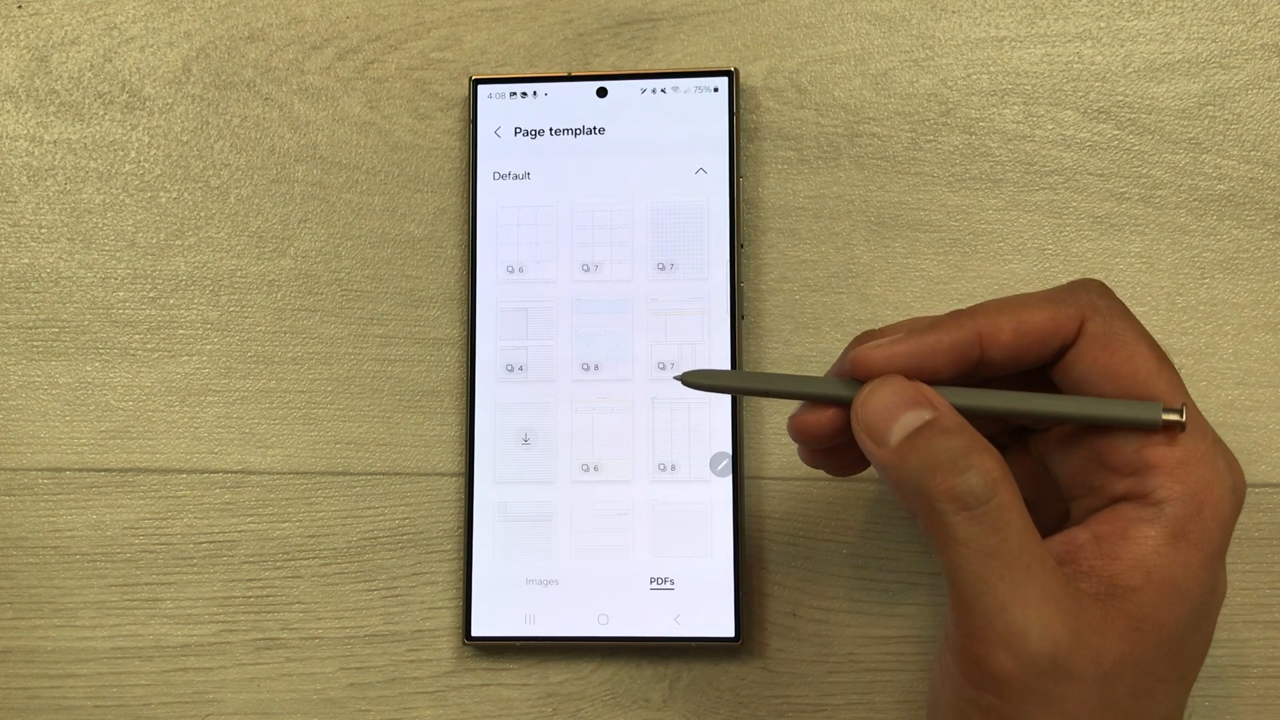 4:08 75%
Page template
Default
6 7 7
4 8 7
6 8
Images PDFs